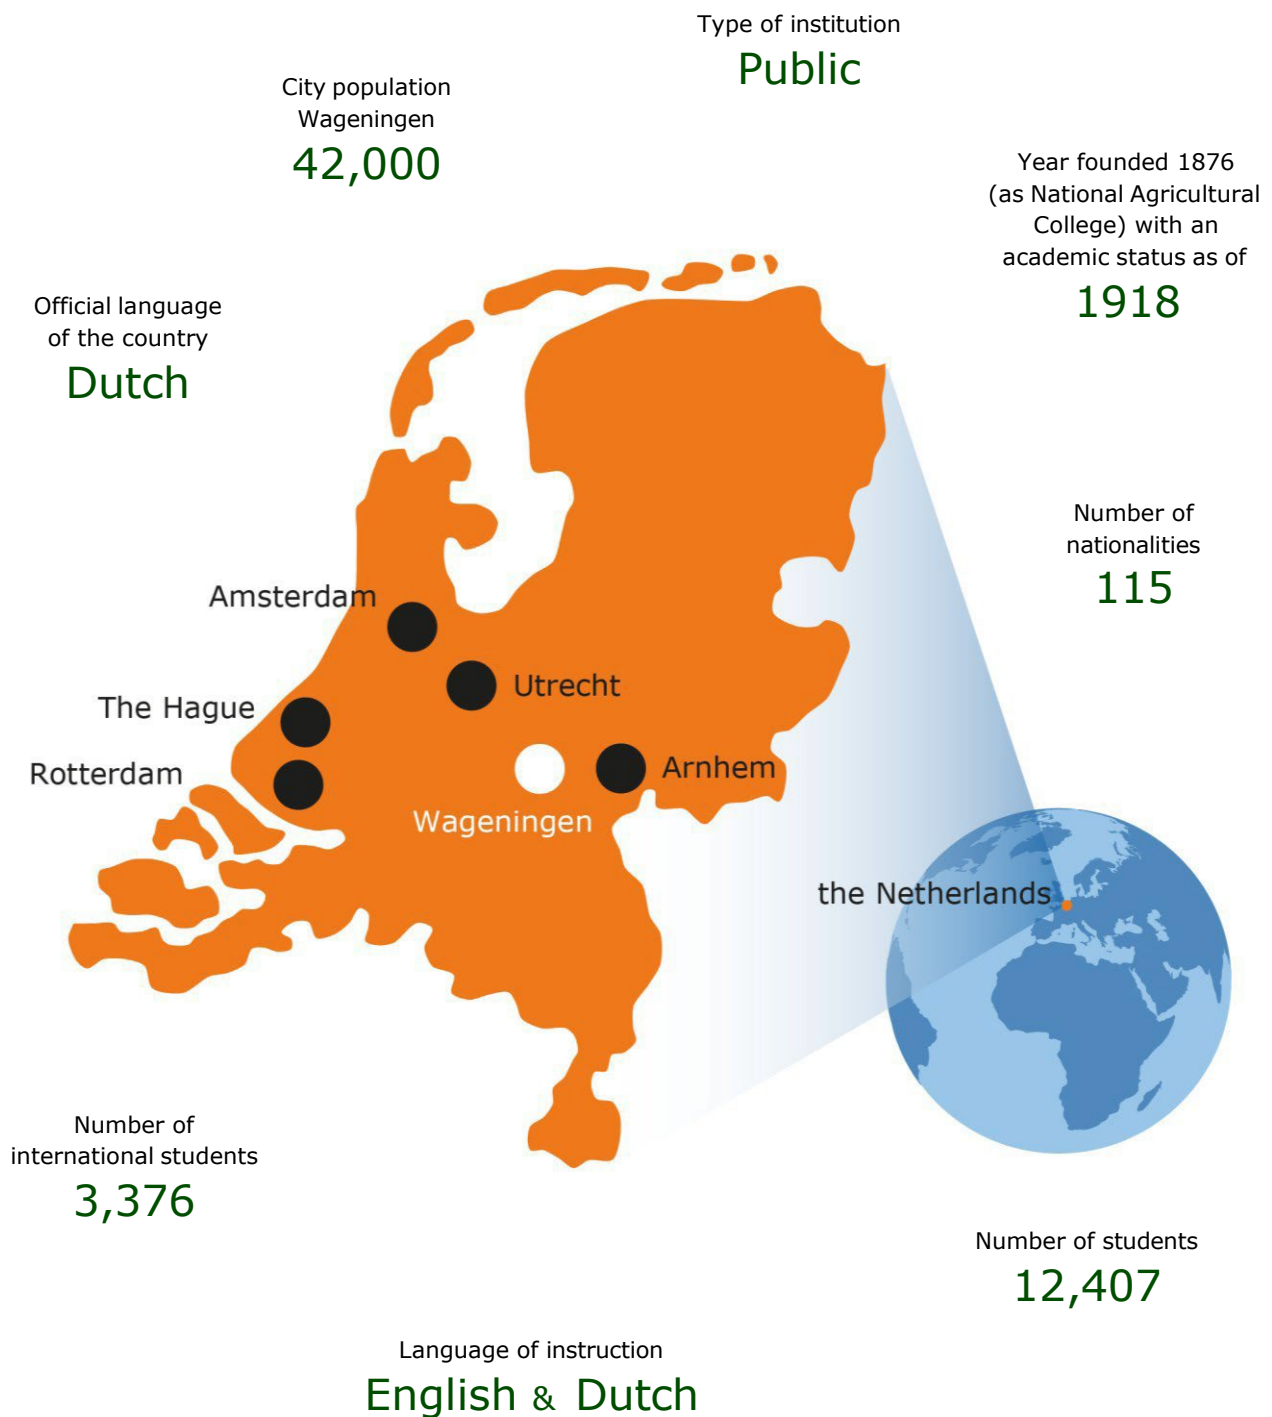 Type of institution
Public
City population
Wageningen
42,000
Year founded 1876
(as National Agricultural
College) with an
academic status as of
1918
Official language
of the country
Dutch
Number of
nationalities
115
Amsterdam
Utrecht
The Hague
Rotterdam
Arnhem
Wageningen
the Netherlands
Number of
international students
3,376
Number of students
12,407
Language of instruction
English & Dutch